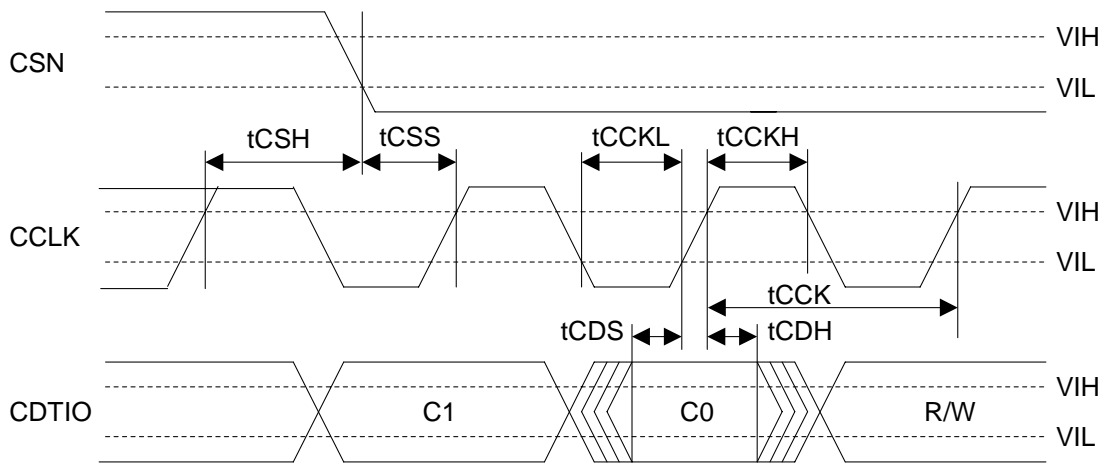 CSN
VIH
VIL
tCSH
tCSS
tCCKL
tCCKH
CCLK
VIH
VIL
tCCK
tCDS
tCDH
CDTIO
C1
C0
R/W
VIH
VIL